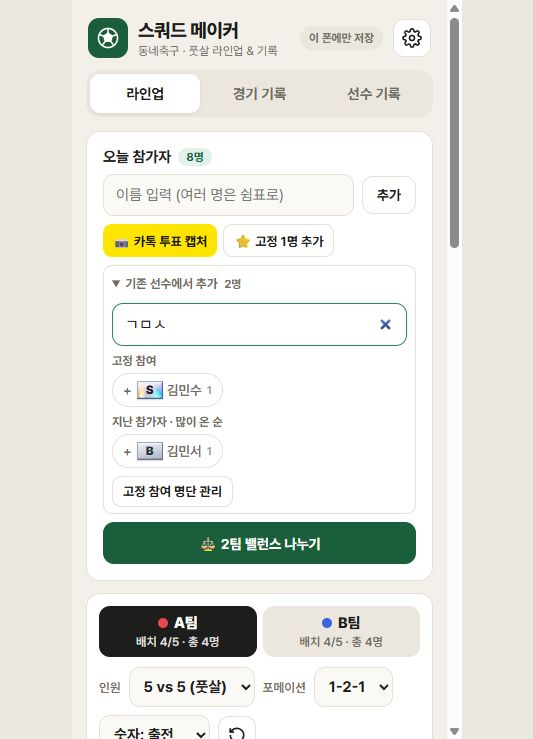 스쿼드 메이커
동네축구 · 풋살 라인업 & 기록
이 폰에만 저장
라인업 경기 기록 선수 기록
오늘 참가자 8명
이름 입력 (여러 명은 쉼표로) 추가
카톡 투표 캡처 고정 1명 추가
▼ 기존 선수에서 추가 2명
ㄱㅁㅅ
고정 참여
+ S 김민수 1
지난 참가자 · 많이 온 순
+ B 김민서 1
고정 참여 명단 관리
2팀 밸런스 나누기
A팀 B팀
배치 4/5 · 총 4명 배치 4/5 · 총 4명
인원 5 vs 5 (풋살) 포메이션 1-2-1
숫자: 출전